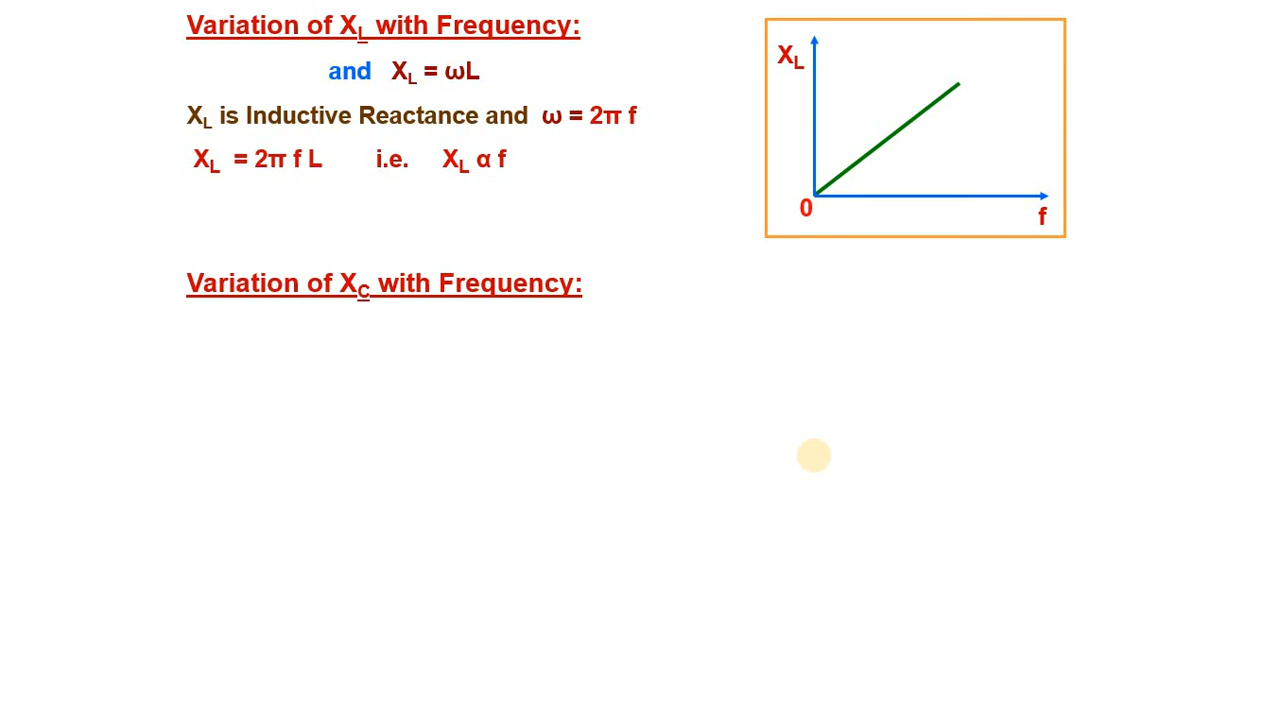 Variation of XL with Frequency:
and XL = ωL
XL is Inductive Reactance and ω = 2π f
XL = 2π f L i.e. XL α f
XL
0
f
Variation of XC with Frequency: